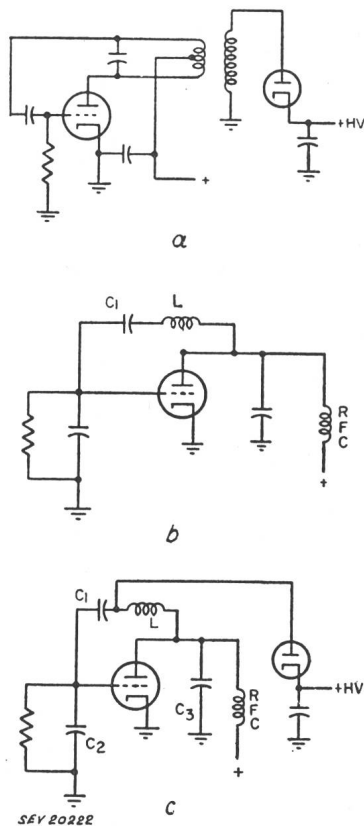 +HV
+
a
C1
L
RFC
+
b
C1
L
C2
C3
RFC
+HV
+
SEV 20222
c